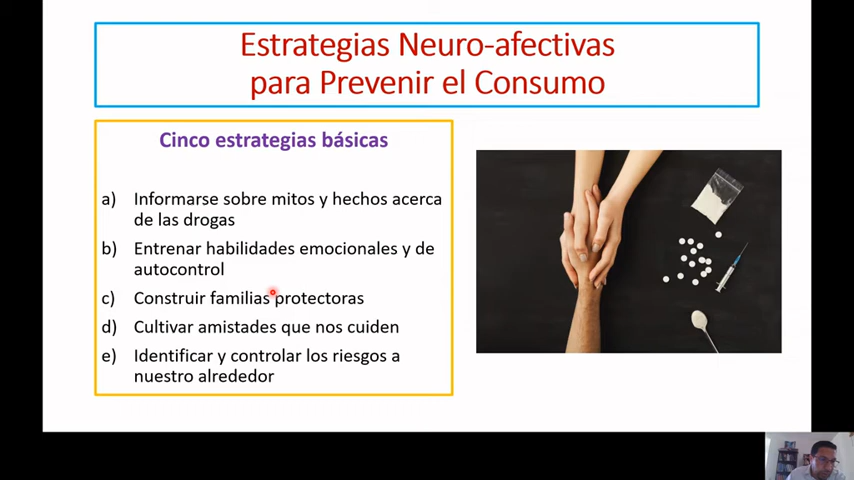 Estrategias Neuro-afectivas
para Prevenir el Consumo
Cinco estrategias básicas
a) Informarse sobre mitos y hechos acerca
de las drogas
b) Entrenar habilidades emocionales y de
autocontrol
c) Construir familias protectoras
d) Cultivar amistades que nos cuiden
e) Identificar y controlar los riesgos a
nuestro alrededor